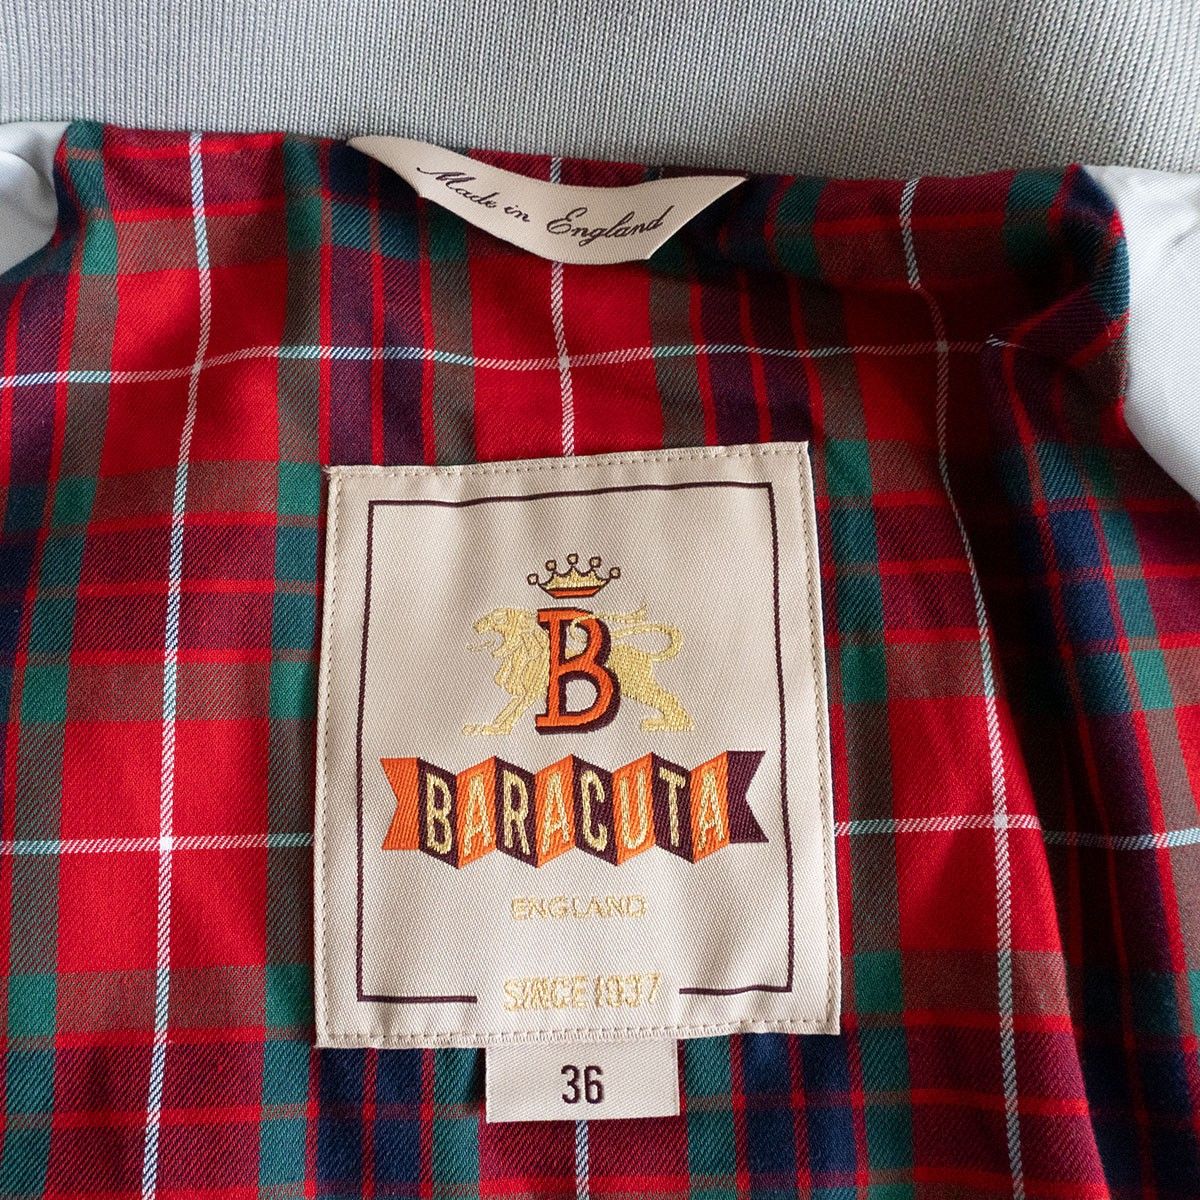 Made in England
B
BARACUTA
ENGLAND
SINCE 1937
36